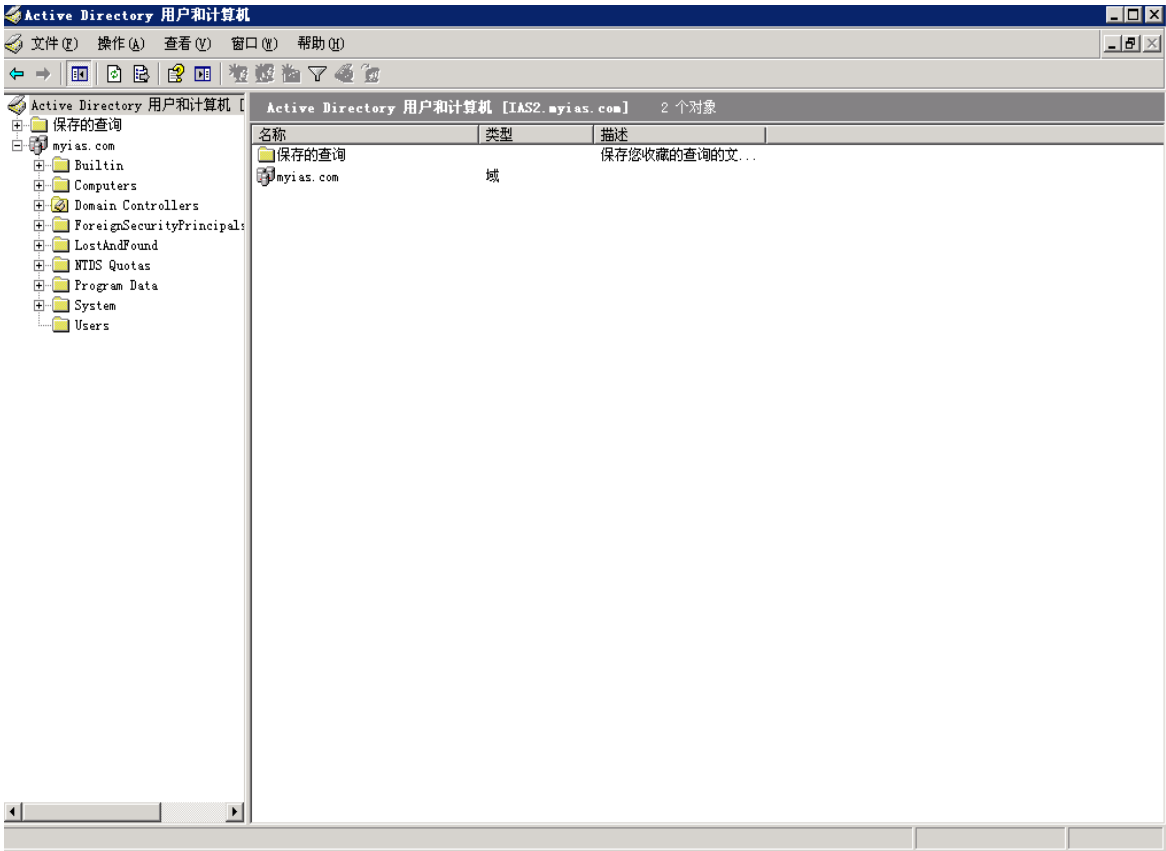 Active Directory 用户和计算机
文件(F) 操作(A) 查看(V) 窗口(W) 帮助(H)
Active Directory 用户和计算机 [
Active Directory 用户和计算机 [IAS2.myias.com] 2 个对象
保存的查询
myias.com
Builtin
Computers
Domain Controllers
ForeignSecurityPrincipals
LostAndFound
NTDS Quotas
Program Data
System
Users
名称 类型 描述
保存的查询 保存您收藏的查询的文...
myias.com 域